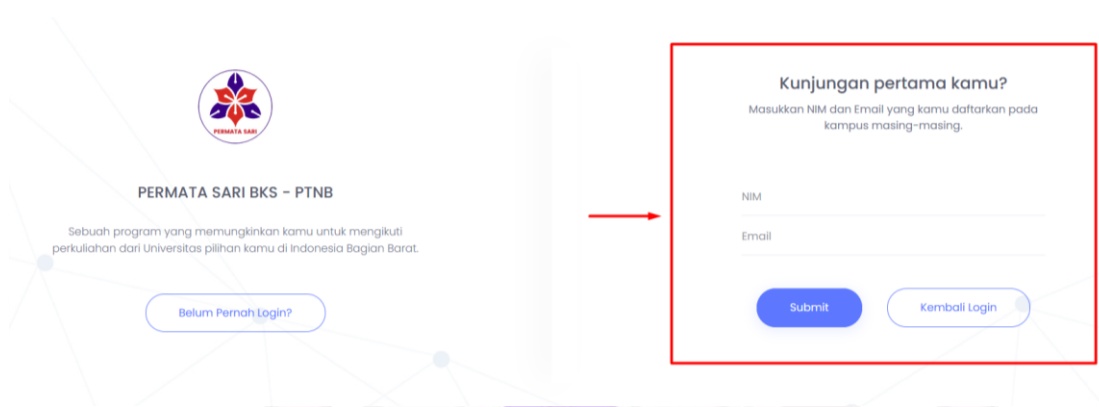 PERMATA SARI
PERMATA SARI BKS - PTNB
Sebuah program yang memungkinkan kamu untuk mengikuti
perkuliahan dari Universitas pilihan kamu di Indonesia Bagian Barat.
Belum Pernah Login?
Kunjungan pertama kamu?
Masukkan NIM dan Email yang kamu daftarkan pada
kampus masing-masing.
NIM
Email
Submit
Kembali Login